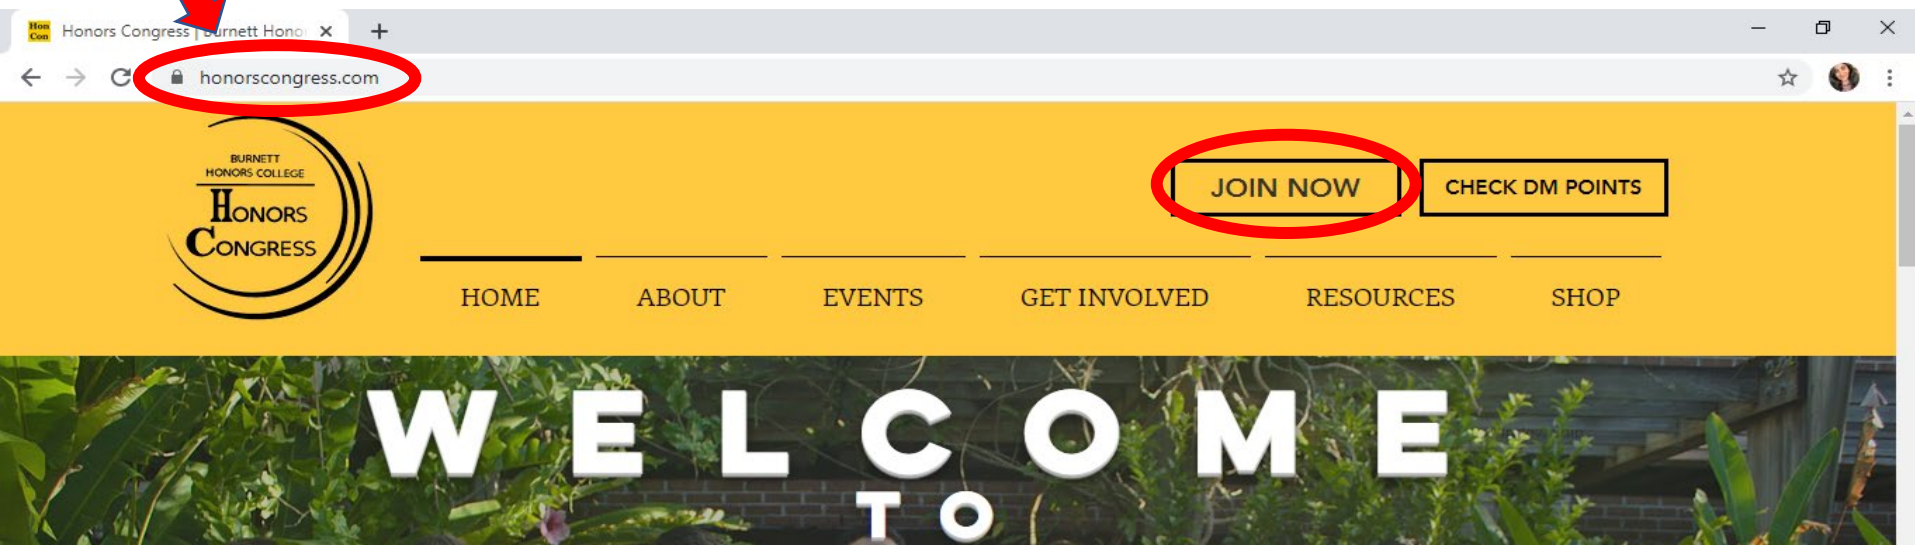 Hon
Con
Honors Congress | Burnett Hono
honorscongress.com
BURNETT
HONORS COLLEGE
HONORS
CONGRESS
JOIN NOW
CHECK DM POINTS
HOME ABOUT EVENTS GET INVOLVED RESOURCES SHOP
WELCOME
TO